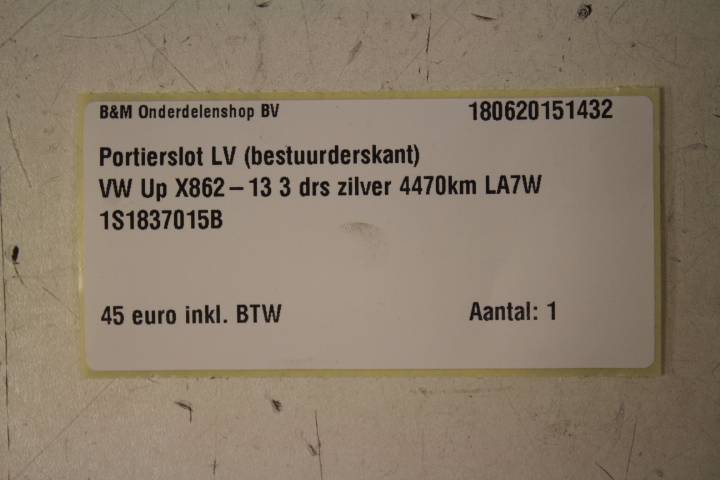 B&M Onderdelenshop BV 180620151432
Portierslot LV (bestuurderskant)
VW Up X862 – 13 3 drs zilver 4470km LA7W
1S1837015B
45 euro inkl. BTW Aantal: 1